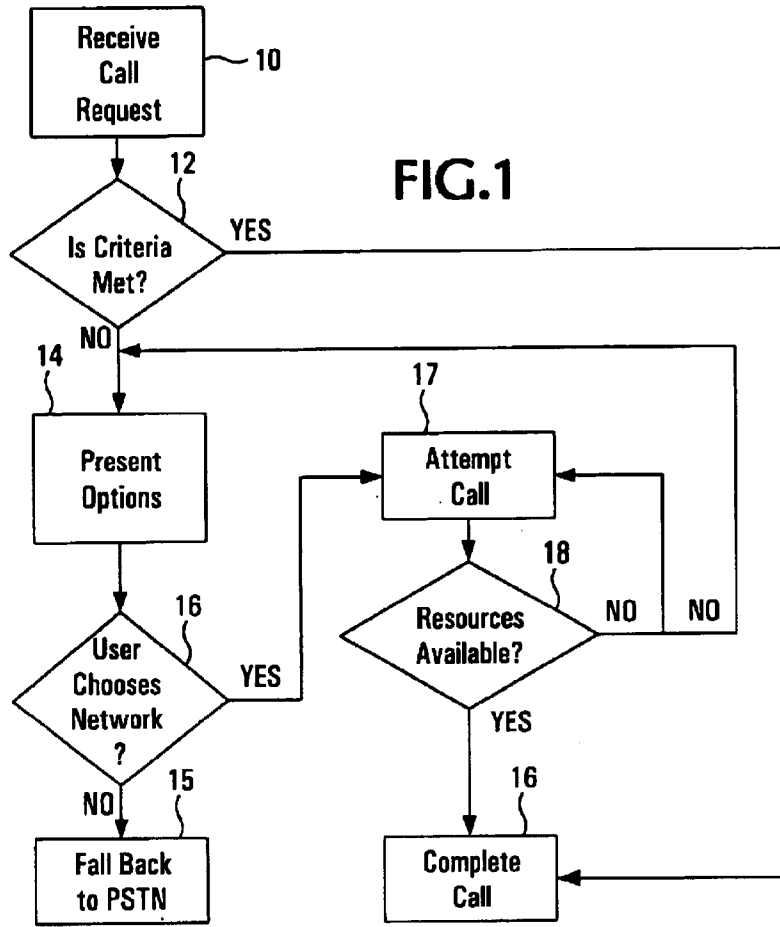 Receive
Call
Request
10
FIG.1
12
Is Criteria
Met?
YES
NO
14
Present
Options
17
Attempt
Call
18
Resources
Available?
NO
NO
YES
16
User
Chooses
Network
?
YES
NO
15
Fall Back
to PSTN
16
Complete
Call